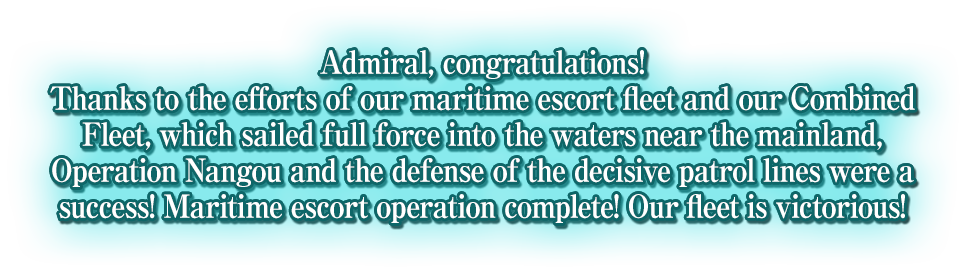 Admiral, congratulations!
Thanks to the efforts of our maritime escort fleet and our Combined
Fleet, which sailed full force into the waters near the mainland,
Operation Nangou and the defense of the decisive patrol lines were a
success! Maritime escort operation complete! Our fleet is victorious!